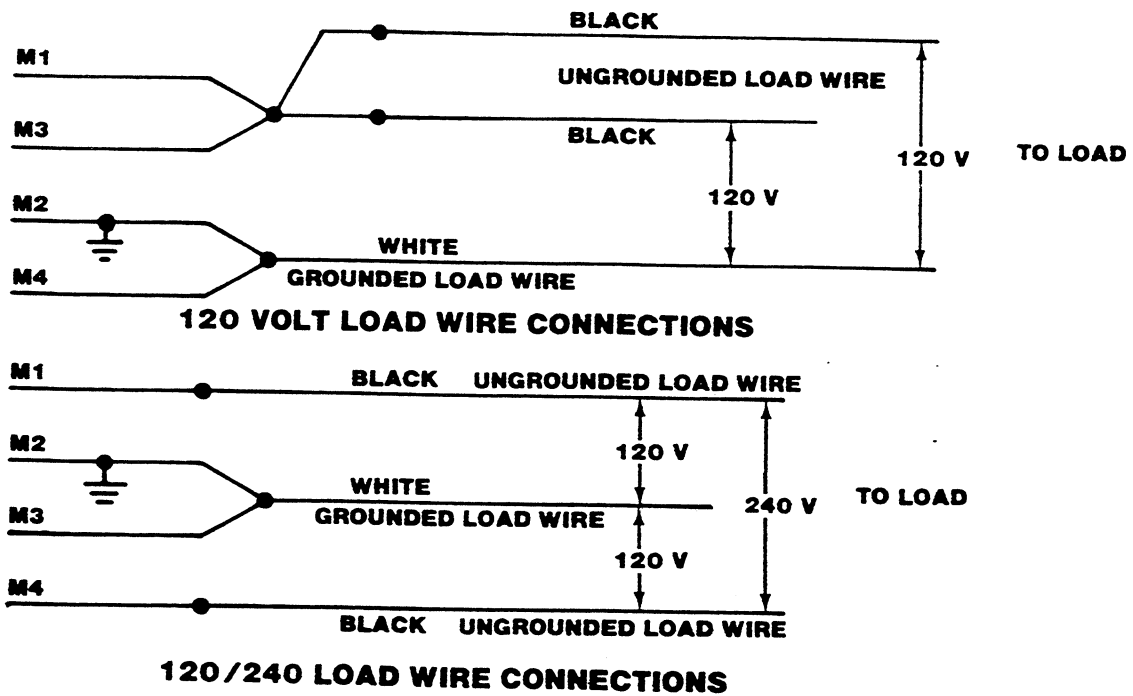 BLACK
M1
UNGROUNDED LOAD WIRE
M3
BLACK
120 V
TO LOAD
120 V
M2
WHITE
M4
GROUNDED LOAD WIRE
120 VOLT LOAD WIRE CONNECTIONS
M1
BLACK UNGROUNDED LOAD WIRE
M2
120 V
WHITE
240 V
TO LOAD
M3
GROUNDED LOAD WIRE
120 V
M4
BLACK UNGROUNDED LOAD WIRE
120/240 LOAD WIRE CONNECTIONS